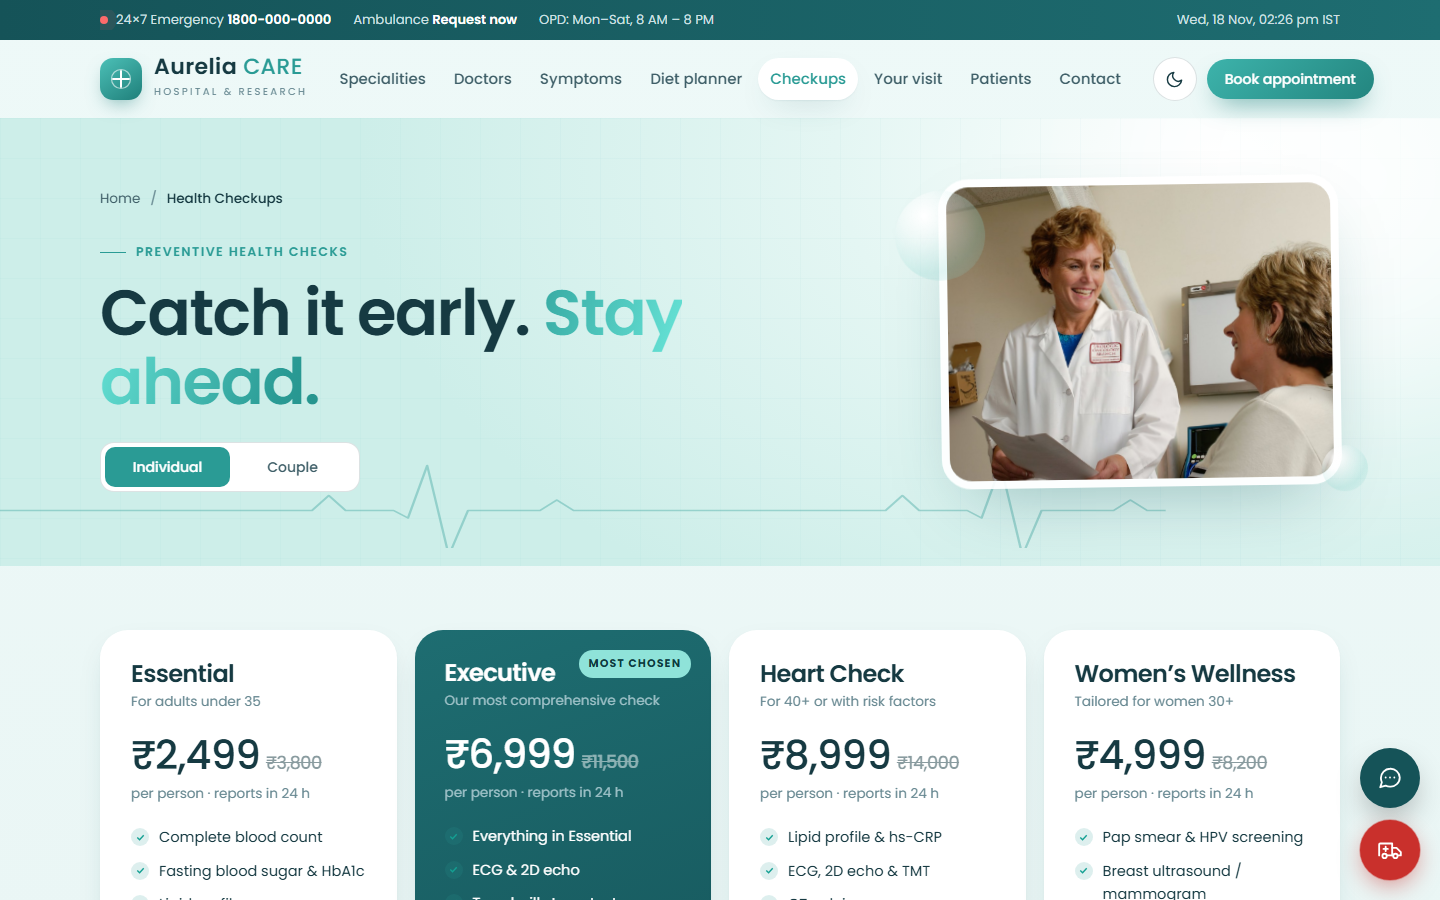 24×7 Emergency 1800-000-0000 Ambulance Request now OPD: Mon–Sat, 8 AM – 8 PM Wed, 18 Nov, 02:26 pm IST
Aurelia CARE
HOSPITAL & RESEARCH
Specialities Doctors Symptoms Diet planner Checkups Your visit Patients Contact Book appointment
Home / Health Checkups
PREVENTIVE HEALTH CHECKS
Catch it early. Stay
ahead.
Individual Couple
Essential
For adults under 35
₹2,499 ₹3,800
per person · reports in 24 h
Complete blood count
Fasting blood sugar & HbA1c
Executive MOST CHOSEN
Our most comprehensive check
₹6,999 ₹11,500
per person · reports in 24 h
Everything in Essential
ECG & 2D echo
Heart Check
For 40+ or with risk factors
₹8,999 ₹14,000
per person · reports in 24 h
Lipid profile & hs-CRP
ECG, 2D echo & TMT
Women’s Wellness
Tailored for women 30+
₹4,999 ₹8,200
per person · reports in 24 h
Pap smear & HPV screening
Breast ultrasound /
mammogram